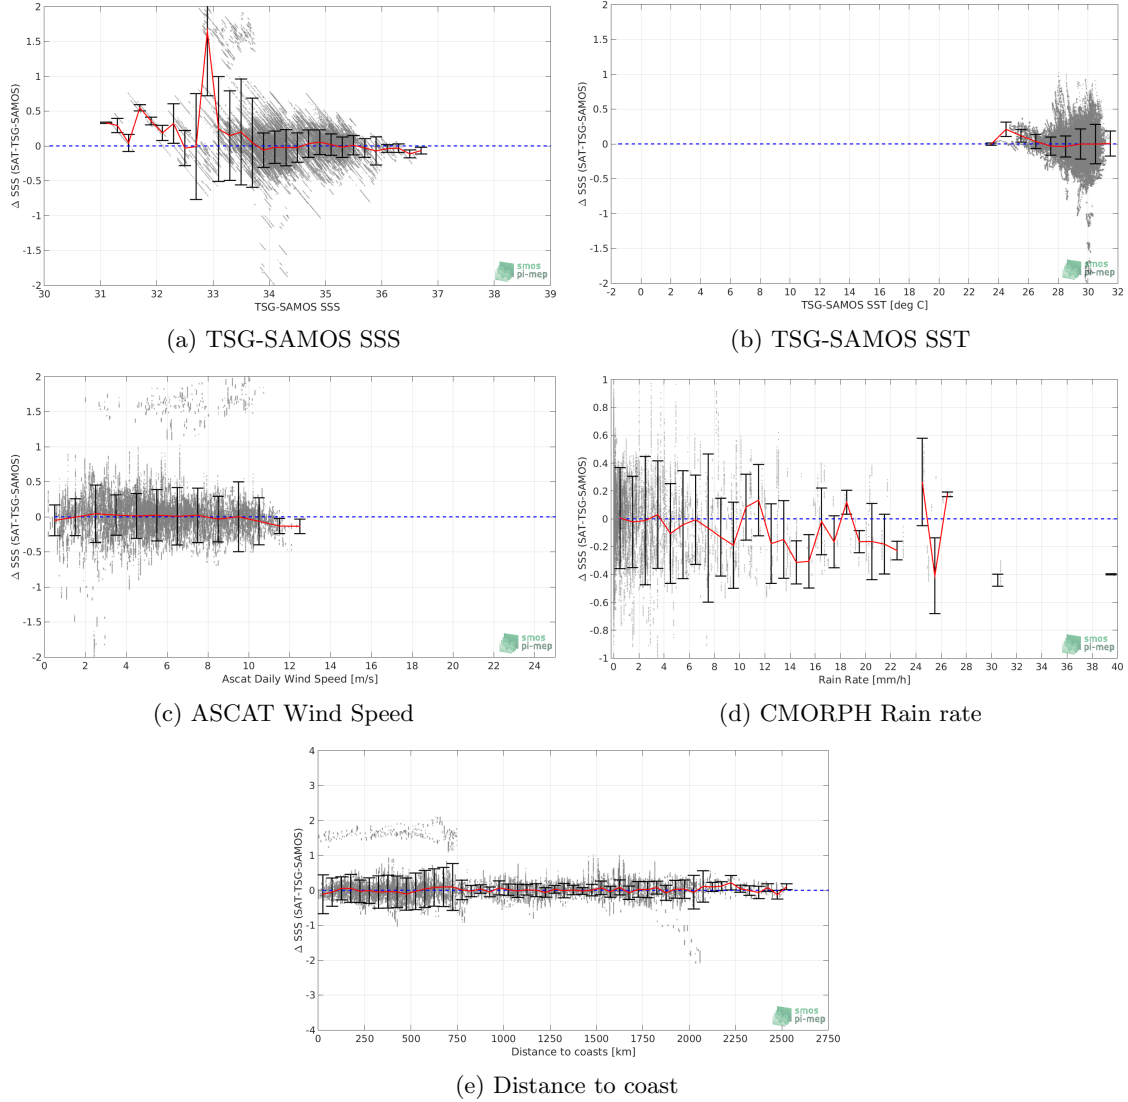 2
1.5
1
0.5
0
-0.5
-1
-1.5
-2
Δ SSS (SAT-TSG-SAMOS)
30 31 32 33 34 35 36 37 38 39
TSG-SAMOS SSS
smos
pi-mep
(a) TSG-SAMOS SSS
2
1.5
1
0.5
0
-0.5
-1
-1.5
-2
Δ SSS (SAT-TSG-SAMOS)
-2 0 2 4 6 8 10 12 14 16 18 20 22 24 26 28 30 32
TSG-SAMOS SST [deg C]
smos
pi-mep
(b) TSG-SAMOS SST
2
1.5
1
0.5
0
-0.5
-1
-1.5
-2
Δ SSS (SAT-TSG-SAMOS)
0 2 4 6 8 10 12 14 16 18 20 22 24
Ascat Daily Wind Speed [m/s]
smos
pi-mep
(c) ASCAT Wind Speed
1
0.8
0.6
0.4
0.2
0
-0.2
-0.4
-0.6
-0.8
-1
Δ SSS (SAT-TSG-SAMOS)
0 2 4 6 8 10 12 14 16 18 20 22 24 26 28 30 32 34 36 38 40
Rain Rate [mm/h]
smos
pi-mep
(d) CMORPH Rain rate
4
3
2
1
0
-1
-2
-3
-4
Δ SSS (SAT-TSG-SAMOS)
0 250 500 750 1000 1250 1500 1750 2000 2250 2500 2750
Distance to coasts [km]
smos
pi-mep
(e) Distance to coast